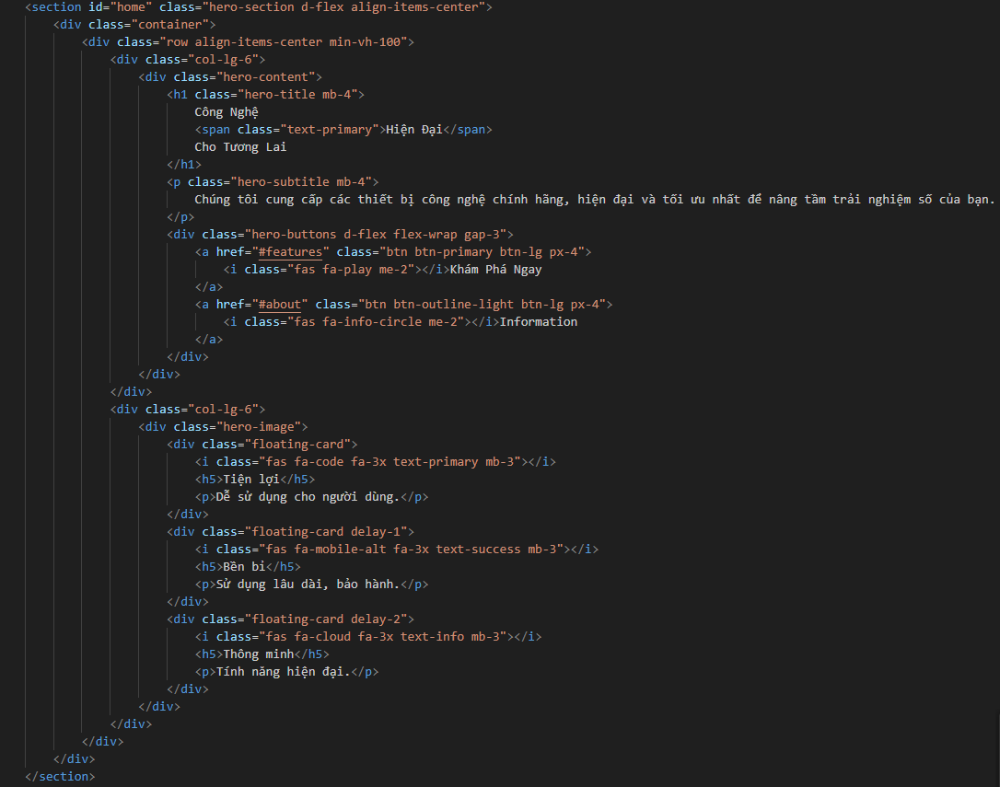 <section id="home" class="hero-section d-flex align-items-center">
<div class="container">
<div class="row align-items-center min-vh-100">
<div class="col-lg-6">
<div class="hero-content">
<h1 class="hero-title mb-4">
Công Nghệ
<span class="text-primary">Hiện Đại</span>
Cho Tương Lai
</h1>
<p class="hero-subtitle mb-4">
Chúng tôi cung cấp các thiết bị công nghệ chính hãng, hiện đại và tối ưu nhất để nâng tầm trải nghiệm số của bạn.
</p>
<div class="hero-buttons d-flex flex-wrap gap-3">
<a href="#features" class="btn btn-primary btn-lg px-4">
<i class="fas fa-play me-2"></i>Khám Phá Ngay
</a>
<a href="#about" class="btn btn-outline-light btn-lg px-4">
<i class="fas fa-info-circle me-2"></i>Information
</a>
</div>
</div>
</div>
<div class="col-lg-6">
<div class="hero-image">
<div class="floating-card">
<i class="fas fa-code fa-3x text-primary mb-3"></i>
<h5>Tiện lợi</h5>
<p>Dễ sử dụng cho người dùng.</p>
</div>
<div class="floating-card delay-1">
<i class="fas fa-mobile-alt fa-3x text-success mb-3"></i>
<h5>Bền bỉ</h5>
<p>Sử dụng lâu dài, bảo hành.</p>
</div>
<div class="floating-card delay-2">
<i class="fas fa-cloud fa-3x text-info mb-3"></i>
<h5>Thông minh</h5>
<p>Tính năng hiện đại.</p>
</div>
</div>
</div>
</div>
</div>
</section>